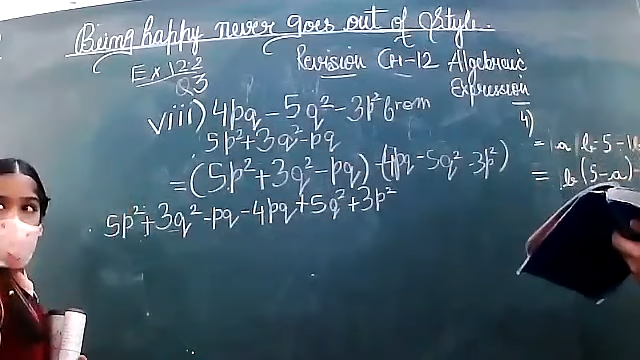 Being happy never goes out of Style.
Ex 12.2
Q3
Revision CH-12 Algebraic
Expression
viii) 4pq - 5q² - 3p² from
5p² + 3q² - pq
= (5p² + 3q² - pq) - (4pq - 5q² - 3p²)
5p² + 3q² - pq - 4pq + 5q² + 3p²
4)
= a b - 5 -
= b (5 - a) -